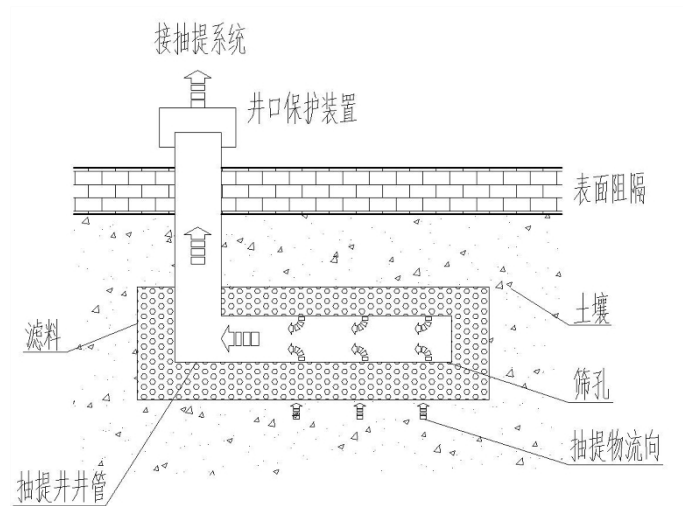 接抽提系统
井口保护装置
表面阻隔
土壤
滤料
筛孔
抽提物流向
抽提井井管